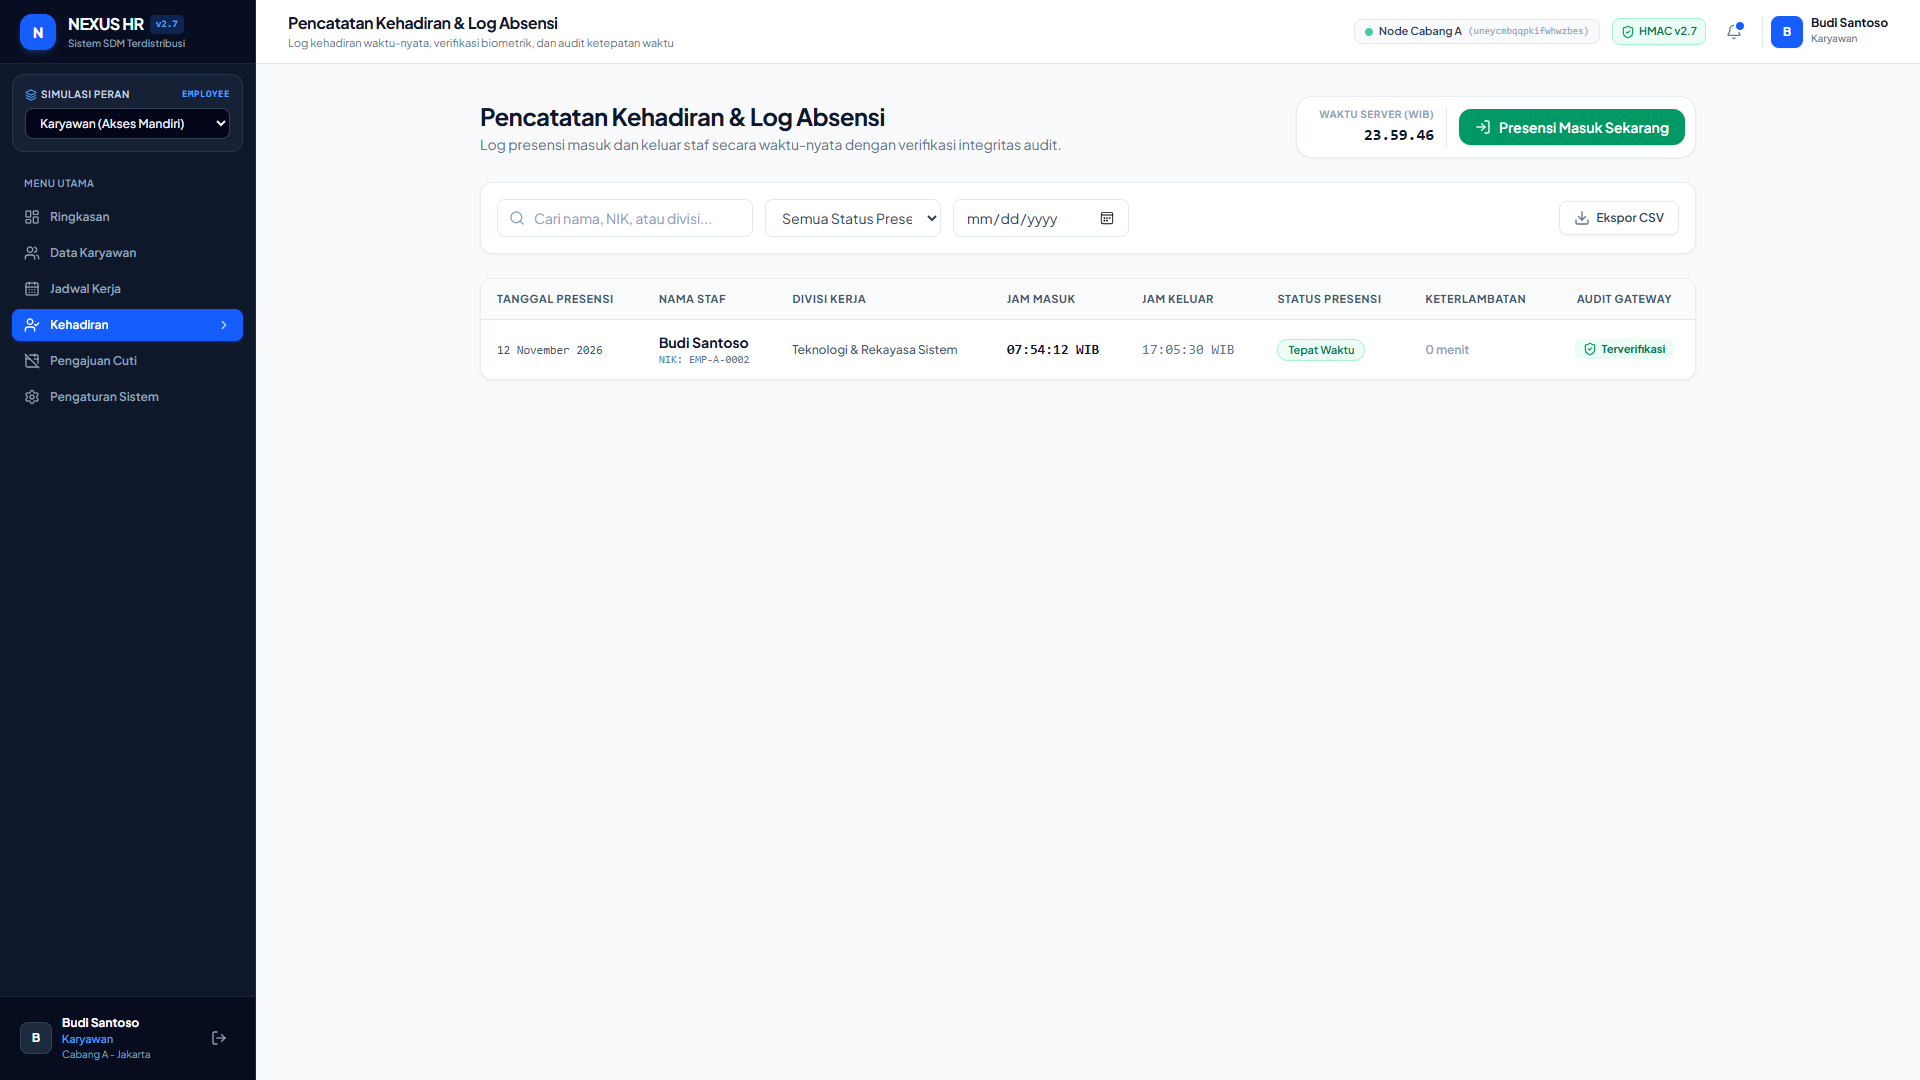 N
NEXUS HR v2.7
Sistem SDM Terdistribusi
SIMULASI PERAN EMPLOYEE
Karyawan (Akses Mandiri)
MENU UTAMA
Ringkasan
Data Karyawan
Jadwal Kerja
Kehadiran
Pengajuan Cuti
Pengaturan Sistem
B
Budi Santoso
Karyawan
Cabang A - Jakarta
Pencatatan Kehadiran & Log Absensi
Log kehadiran waktu-nyata, verifikasi biometrik, dan audit ketepatan waktu
Node Cabang A (uneycmbqqpkifwhwzbes)
HMAC v2.7
B
Budi Santoso
Karyawan
Pencatatan Kehadiran & Log Absensi
Log presensi masuk dan keluar staf secara waktu-nyata dengan verifikasi integritas audit.
WAKTU SERVER (WIB)
23.59.46
Presensi Masuk Sekarang
Cari nama, NIK, atau divisi...
Semua Status Prese
mm/dd/yyyy
Ekspor CSV
TANGGAL PRESENSI NAMA STAF DIVISI KERJA JAM MASUK JAM KELUAR STATUS PRESENSI KETERLAMBATAN AUDIT GATEWAY
12 November 2026 Budi Santoso Teknologi & Rekayasa Sistem 07:54:12 WIB 17:05:30 WIB Tepat Waktu 0 menit Terverifikasi
NIK: EMP-A-0002